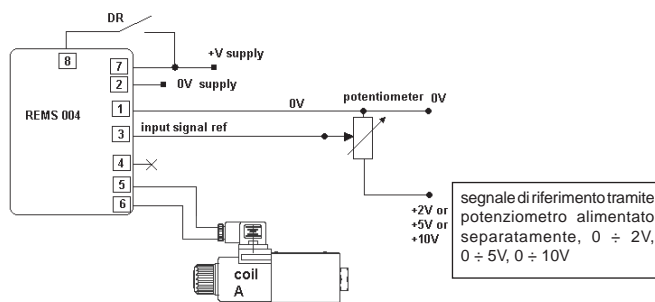 DR
8
7
+V supply
2
0V supply
REMS 004
1
0V
potentiometer
0V
3
input signal ref
4
5
6
+2V or
+5V or
+10V
segnale di riferimento tramite
potenziometro alimentato
separatamente, 0 ÷ 2V,
0 ÷ 5V, 0 ÷ 10V
coil
A